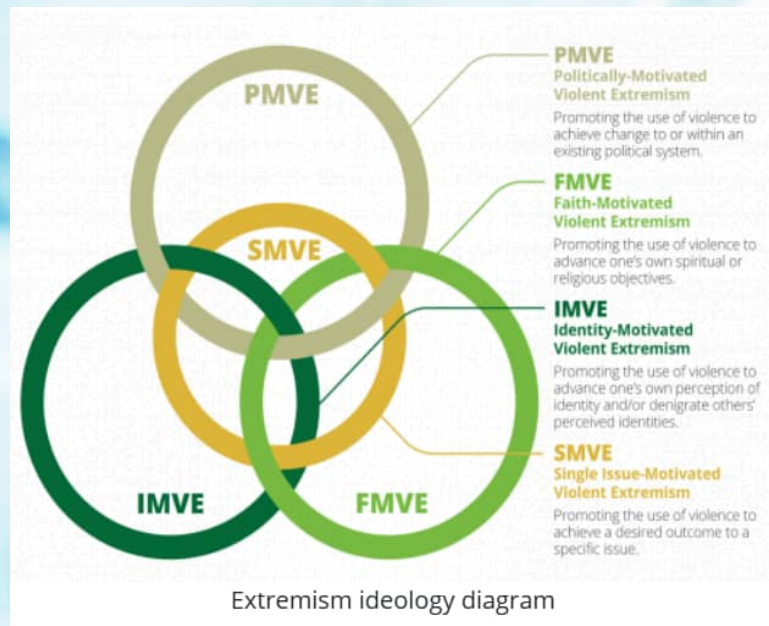 PMVE
SMVE
IMVE
FMVE
PMVE
Politically-Motivated
Violent Extremism
Promoting the use of violence to
achieve change to or within an
existing political system.
FMVE
Faith-Motivated
Violent Extremism
Promoting the use of violence to
advance one's own spiritual or
religious objectives.
IMVE
Identity-Motivated
Violent Extremism
Promoting the use of violence to
advance one's own perception of
identity and/or denigrate others'
perceived identities.
SMVE
Single Issue-Motivated
Violent Extremism
Promoting the use of violence to
achieve a desired outcome to a
specific issue.
Extremism ideology diagram